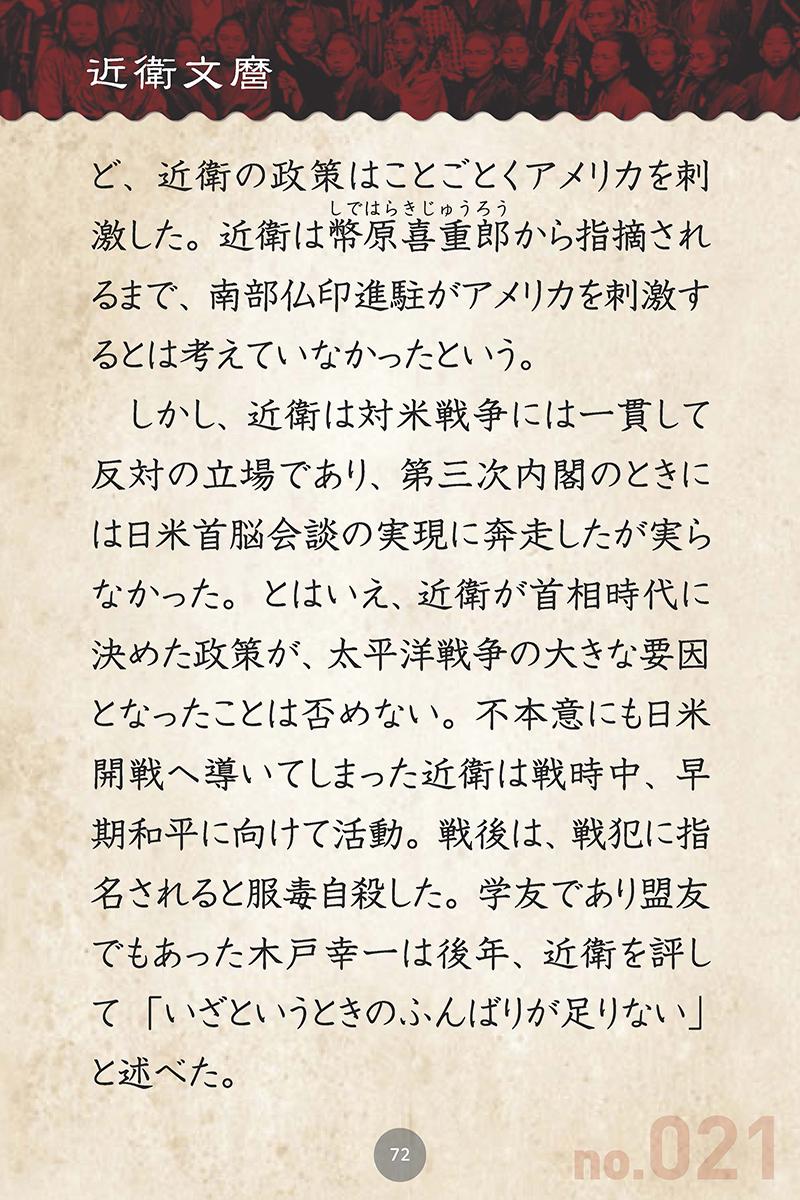 近衛文麿
ど、近衛の政策はことごとくアメリカを刺
しではらきじゅうろう
激した。近衛は幣原喜重郎から指摘され
るまで、南部仏印進駐がアメリカを刺激す
るとは考えていなかったという。
しかし、近衛は対米戦争には一貫して
反対の立場であり、第三次内閣のときに
は日米首脳会談の実現に奔走したが実ら
なかった。とはいえ、近衛が首相時代に
決めた政策が、太平洋戦争の大きな要因
となったことは否めない。不本意にも日米
開戦へ導いてしまった近衛は戦時中、早
期和平に向けて活動。戦後は、戦犯に指
名されると服毒自殺した。学友であり盟友
でもあった木戸幸一は後年、近衛を評し
て「いざというときのふんばりが足りない」
と述べた。
72
no.021